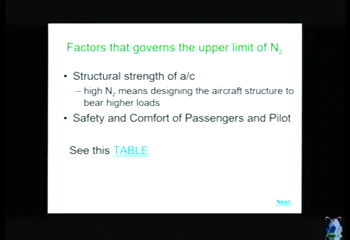 Factors that governs the upper limit of N₂
• Structural strength of a/c
– high N₂ means designing the aircraft structure to
bear higher loads
• Safety and Comfort of Passengers and Pilot
See this TABLE
Next